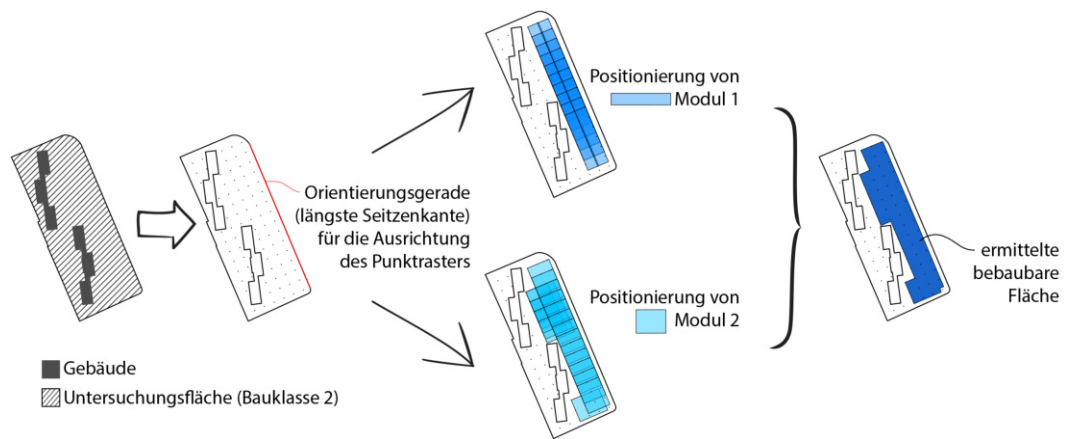 Positionierung von
Modul 1
Orientierungsgerade
(längste Seitzenkante)
für die Ausrichtung
des Punktrasters
Positionierung von
Modul 2
ermittelte
bebaubare
Fläche
Gebäude
Untersuchungsfläche (Bauklasse 2)